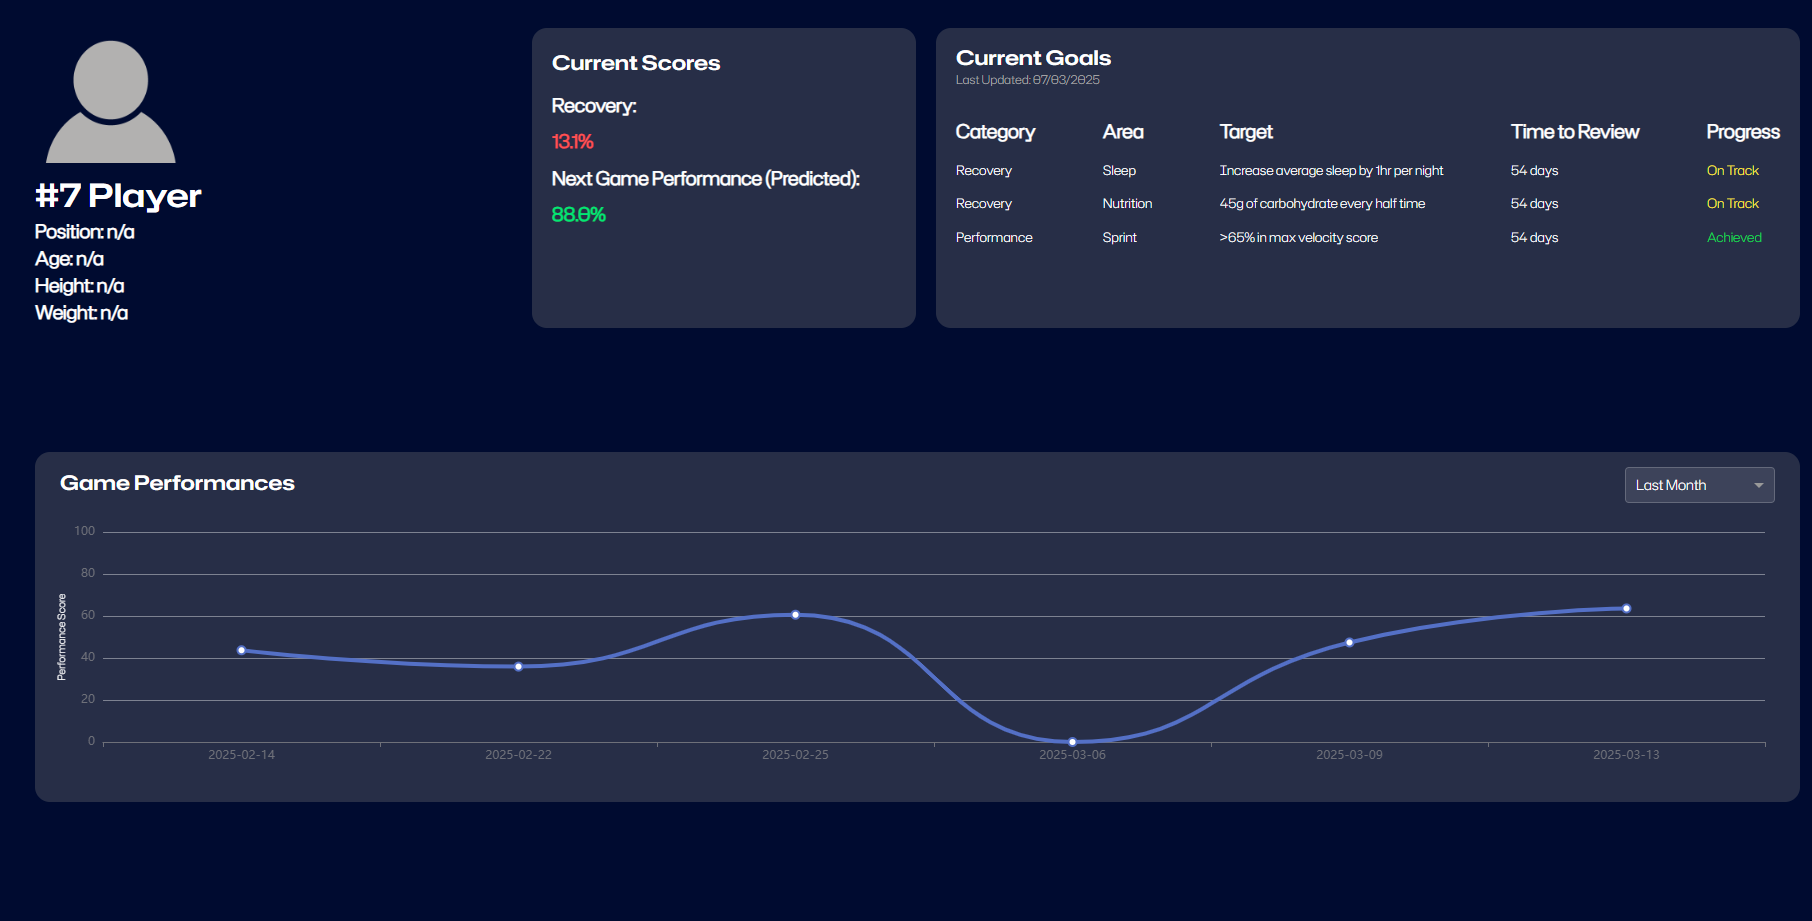 #7 Player
Position: n/a
Age: n/a
Height: n/a
Weight: n/a
Current Scores
Recovery:
13.1%
Next Game Performance (Predicted):
88.0%
Current Goals
Last Updated: 07/03/2025
Category Area Target Time to Review Progress
Recovery Sleep Increase average sleep by 1hr per night 54 days On Track
Recovery Nutrition 45g of carbohydrate every half time 54 days On Track
Performance Sprint >65% in max velocity score 54 days Achieved
Game Performances
Last Month
Performance Score
100
80
60
40
20
0
2025-02-14 2025-02-22 2025-02-25 2025-03-06 2025-03-09 2025-03-13